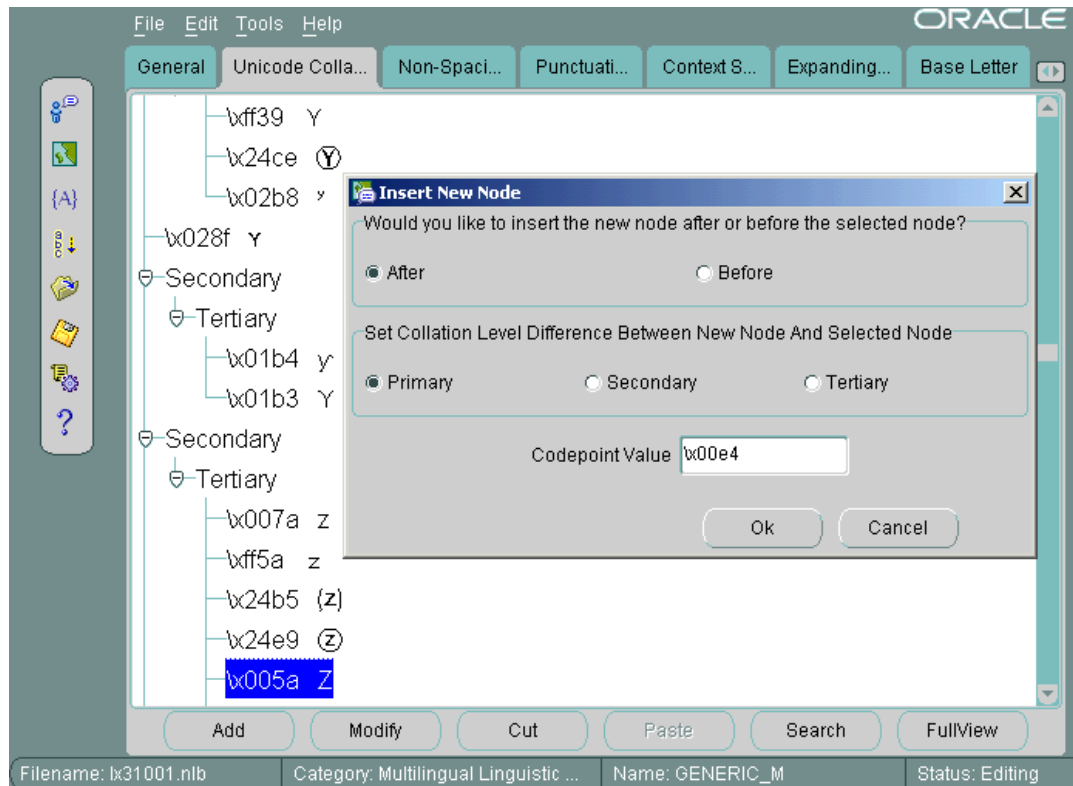 File Edit Tools Help ORACLE
General Unicode Colla... Non-Spaci... Punctuati... Context S... Expanding... Base Letter
\xff39 Y
\x24ce Ⓨ
\x02b8 ʸ
\x028f ʏ
Secondary
Tertiary
\x01b4 ƴ
\x01b3 Ƴ
Secondary
Tertiary
\x007a z
\xff5a z
\x24b5 (z)
\x24e9 ⓩ
\x005a Z
{A}
a
b
c
?
Insert New Node
Would you like to insert the new node after or before the selected node?
After Before
Set Collation Level Difference Between New Node And Selected Node
Primary Secondary Tertiary
Codepoint Value \x00e4
Ok Cancel
Add Modify Cut Paste Search FullView
Filename: lx31001.nlb Category: Multilingual Linguistic ... Name: GENERIC_M Status: Editing